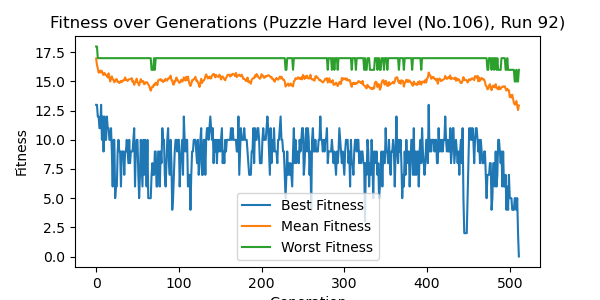 Fitness over Generations (Puzzle Hard level (No.106), Run 92)
Fitness
17.5
15.0
12.5
10.0
7.5
5.0
2.5
0.0
Best Fitness
Mean Fitness
Worst Fitness
0 100 200 300 400 500
Generation